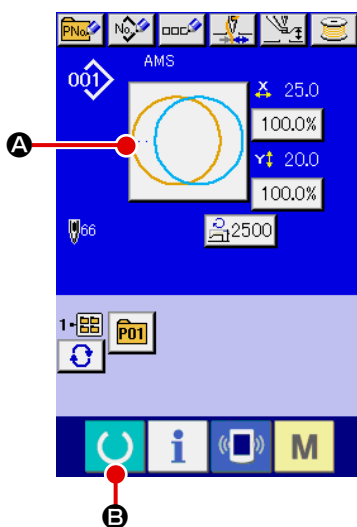 PNo. No.
AMS
001
X 25.0
A
100.0%
Y 20.0
100.0%
66
2500
1-
P01
i M
B